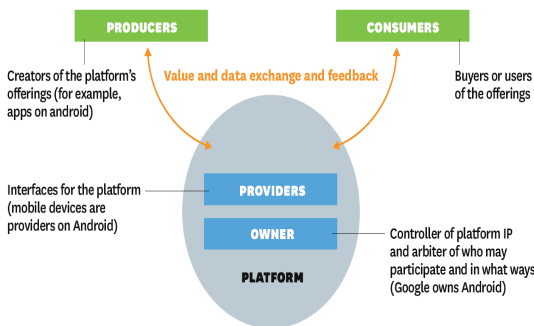 PRODUCERS
CONSUMERS
Creators of the platform's
offerings (for example,
apps on android)
Value and data exchange and feedback
Buyers or users
of the offerings
Interfaces for the platform
(mobile devices are
providers on Android)
PROVIDERS
OWNER
Controller of platform IP
and arbiter of who may
participate and in what ways
(Google owns Android)
PLATFORM